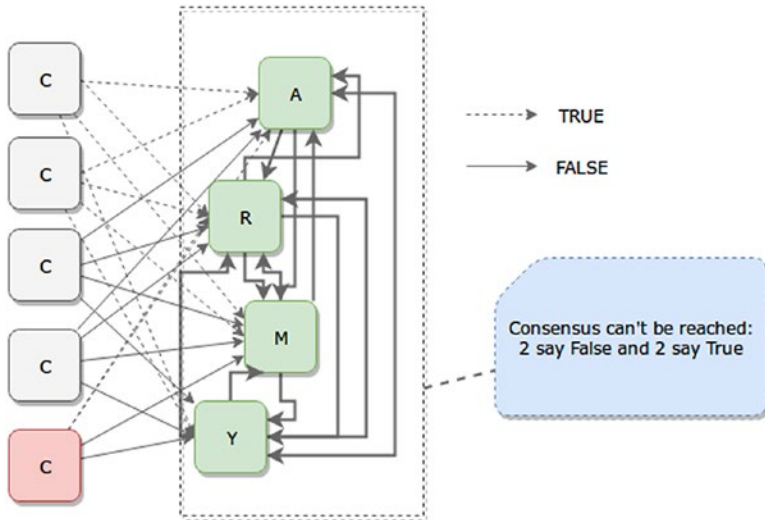 C
C
C
C
C
A
R
M
Y
TRUE
FALSE
Consensus can't be reached:
2 say False and 2 say True